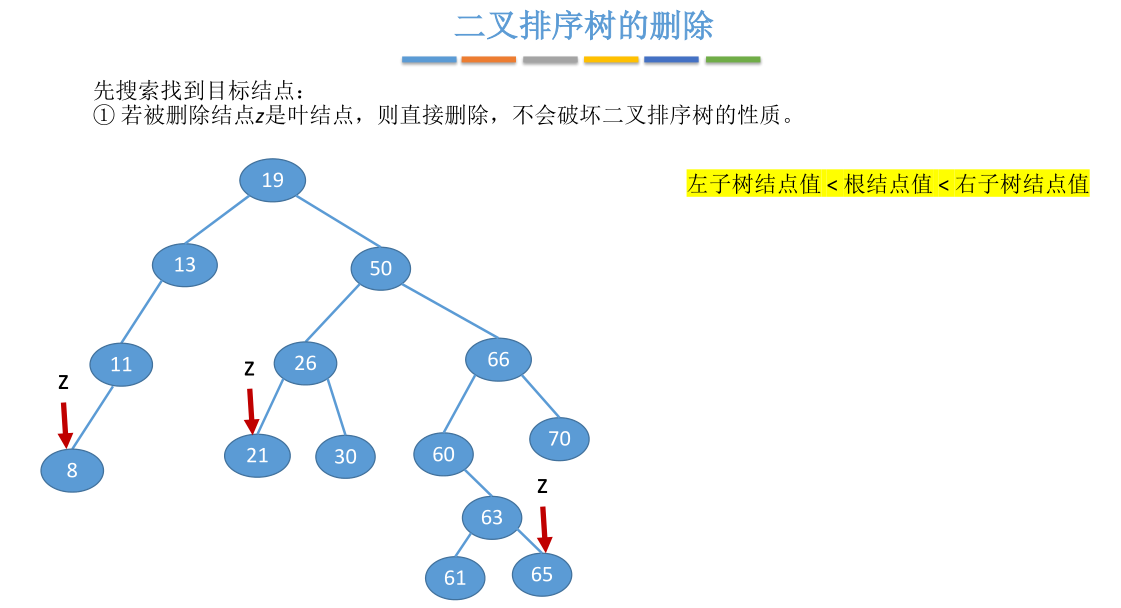 二叉排序树的删除
先搜索找到目标结点：
① 若被删除结点z是叶结点，则直接删除，不会破坏二叉排序树的性质。
左子树结点值 < 根结点值 < 右子树结点值
19
13
50
11
26
66
Z
Z
8
21
30
60
70
Z
63
61
65